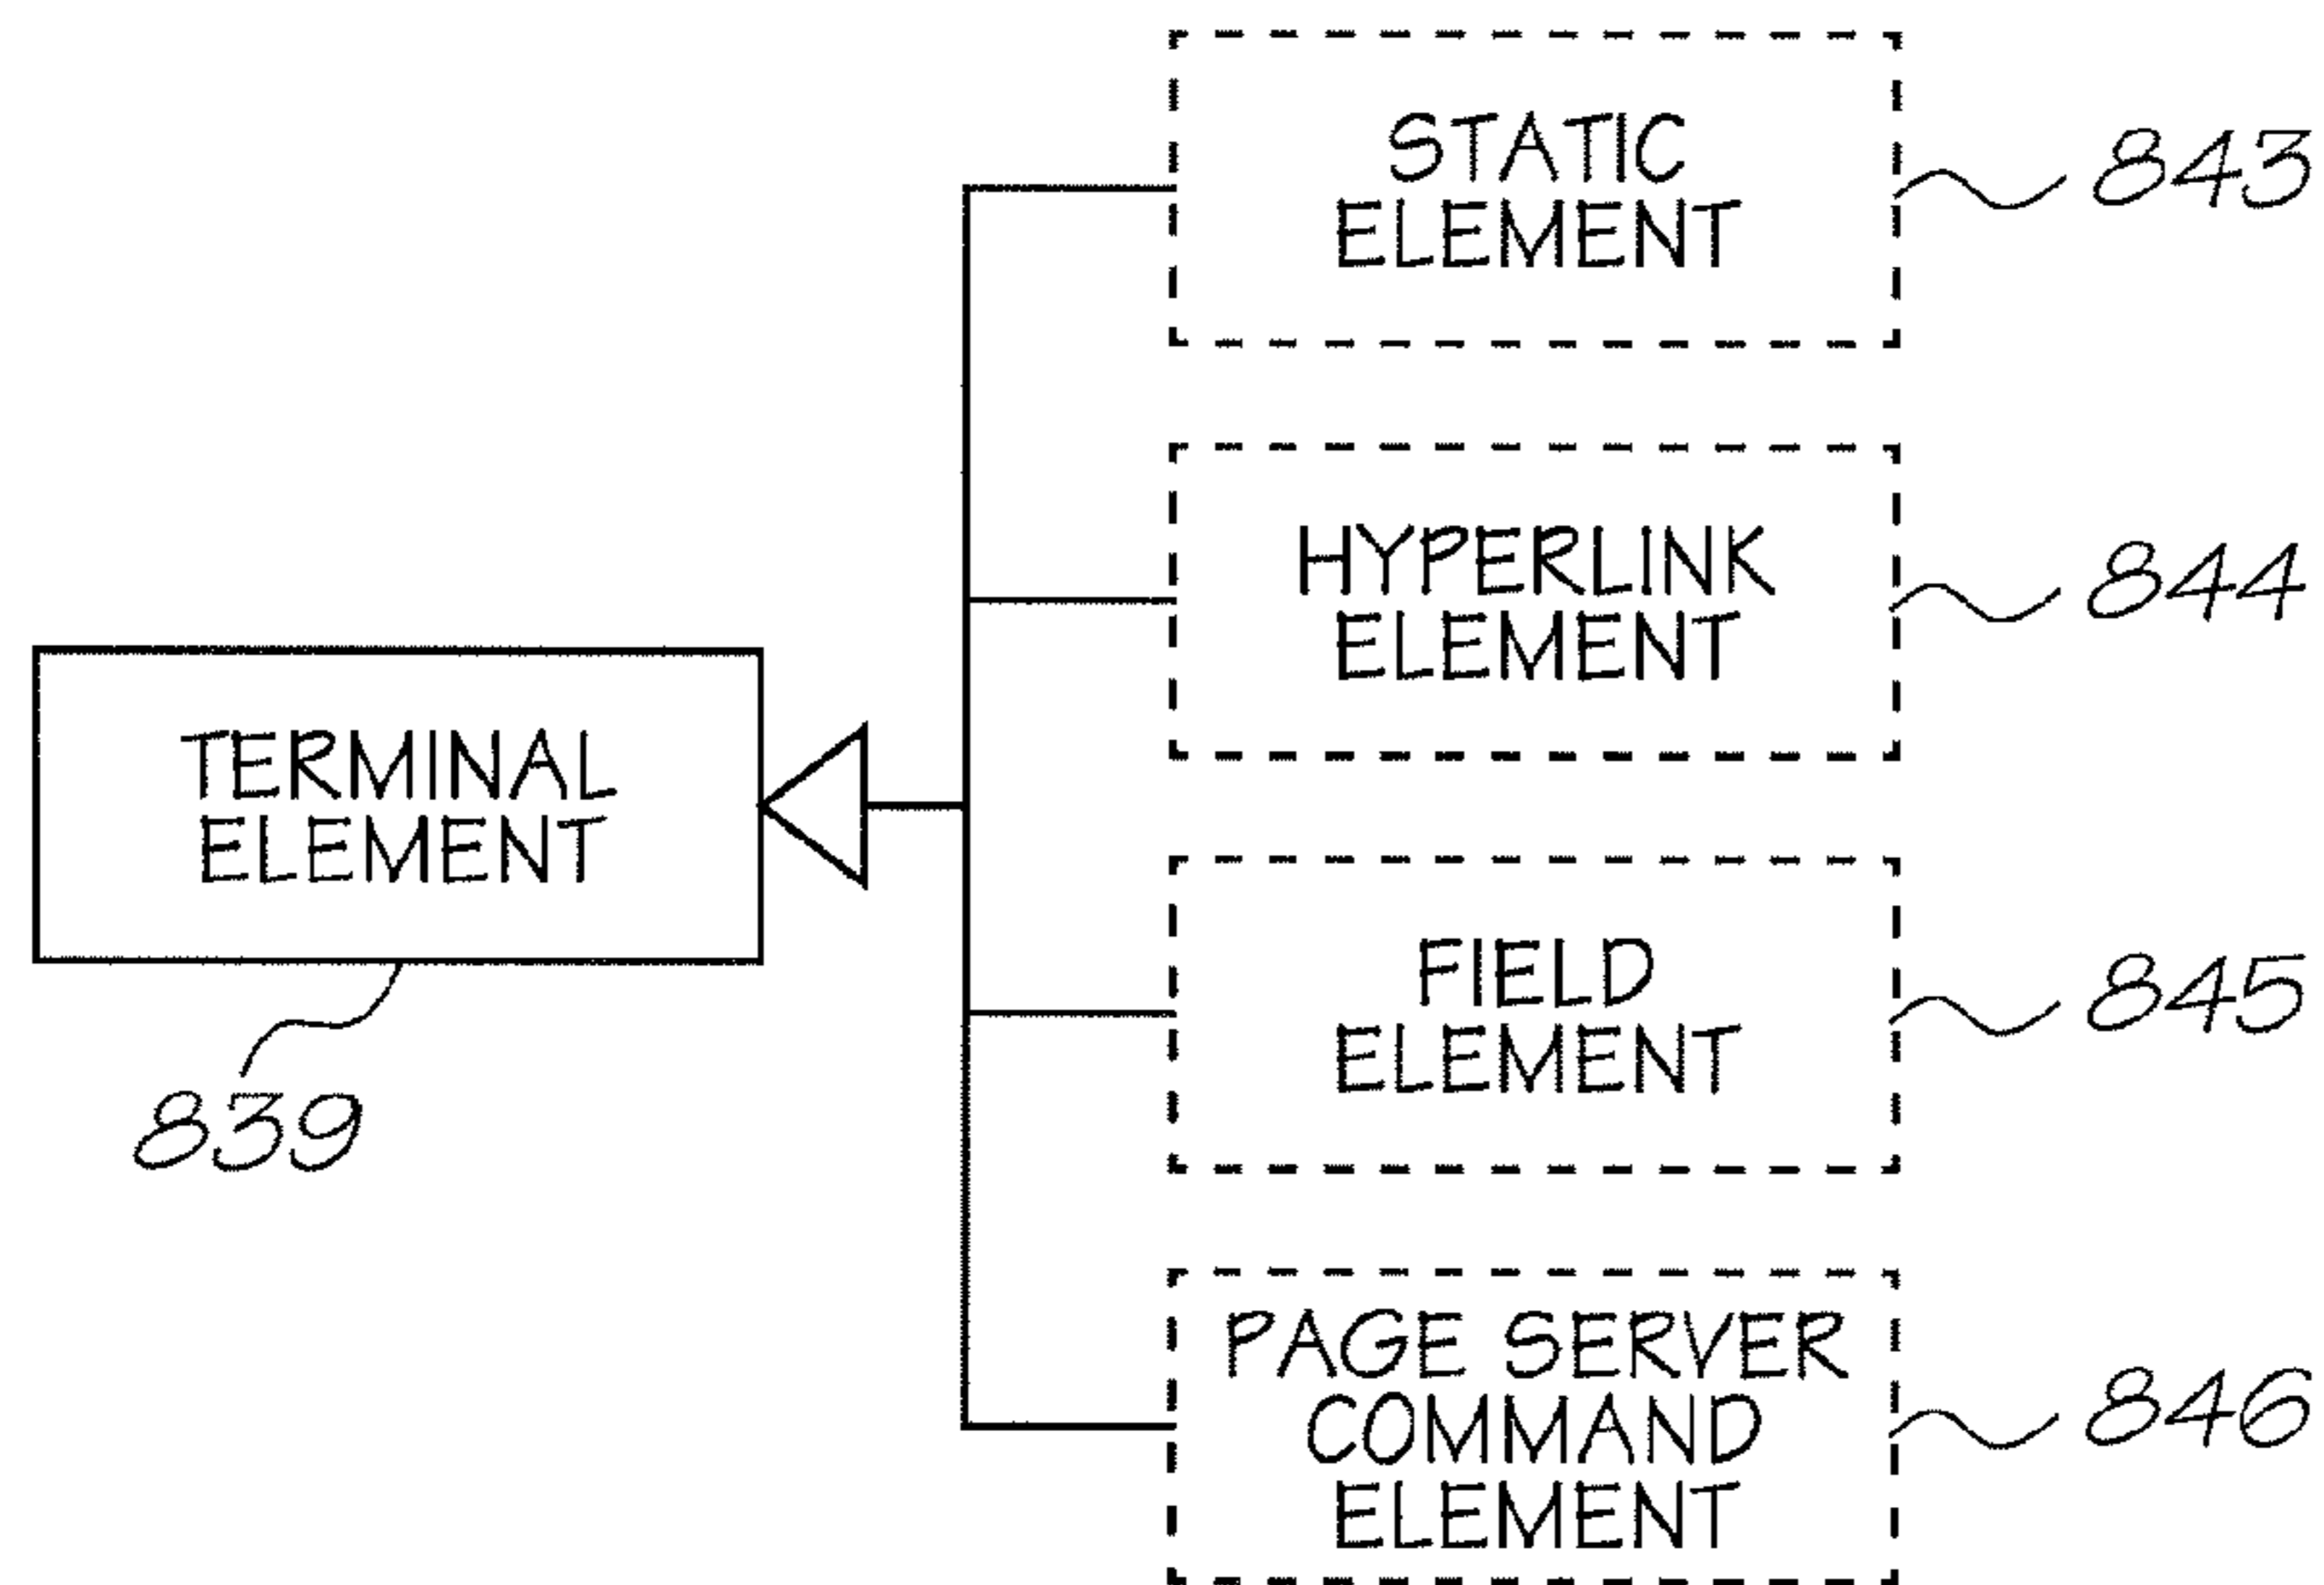 STATIC
ELEMENT
843
HYPERLINK
ELEMENT
844
TERMINAL
ELEMENT
839
FIELD
ELEMENT
845
PAGE SERVER
COMMAND
ELEMENT
846